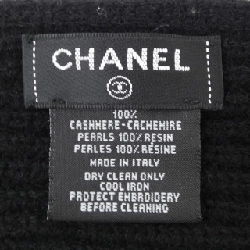 CHANEL
100%
CASHMERE-CACHEMIRE
PEARLS 100% RESIN
PERLES 100% RÉSINE
MADE IN ITALY
DRY CLEAN ONLY
COOL IRON
PROTECT EMBROIDERY
BEFORE CLEANING